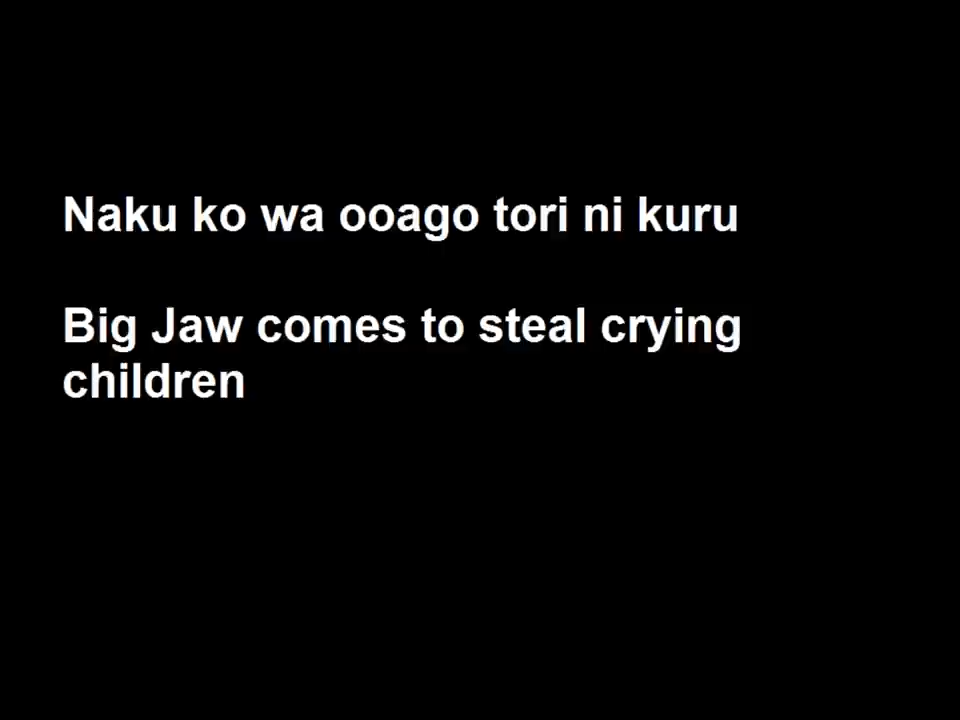 Naku ko wa ooago tori ni kuru
Big Jaw comes to steal crying
children